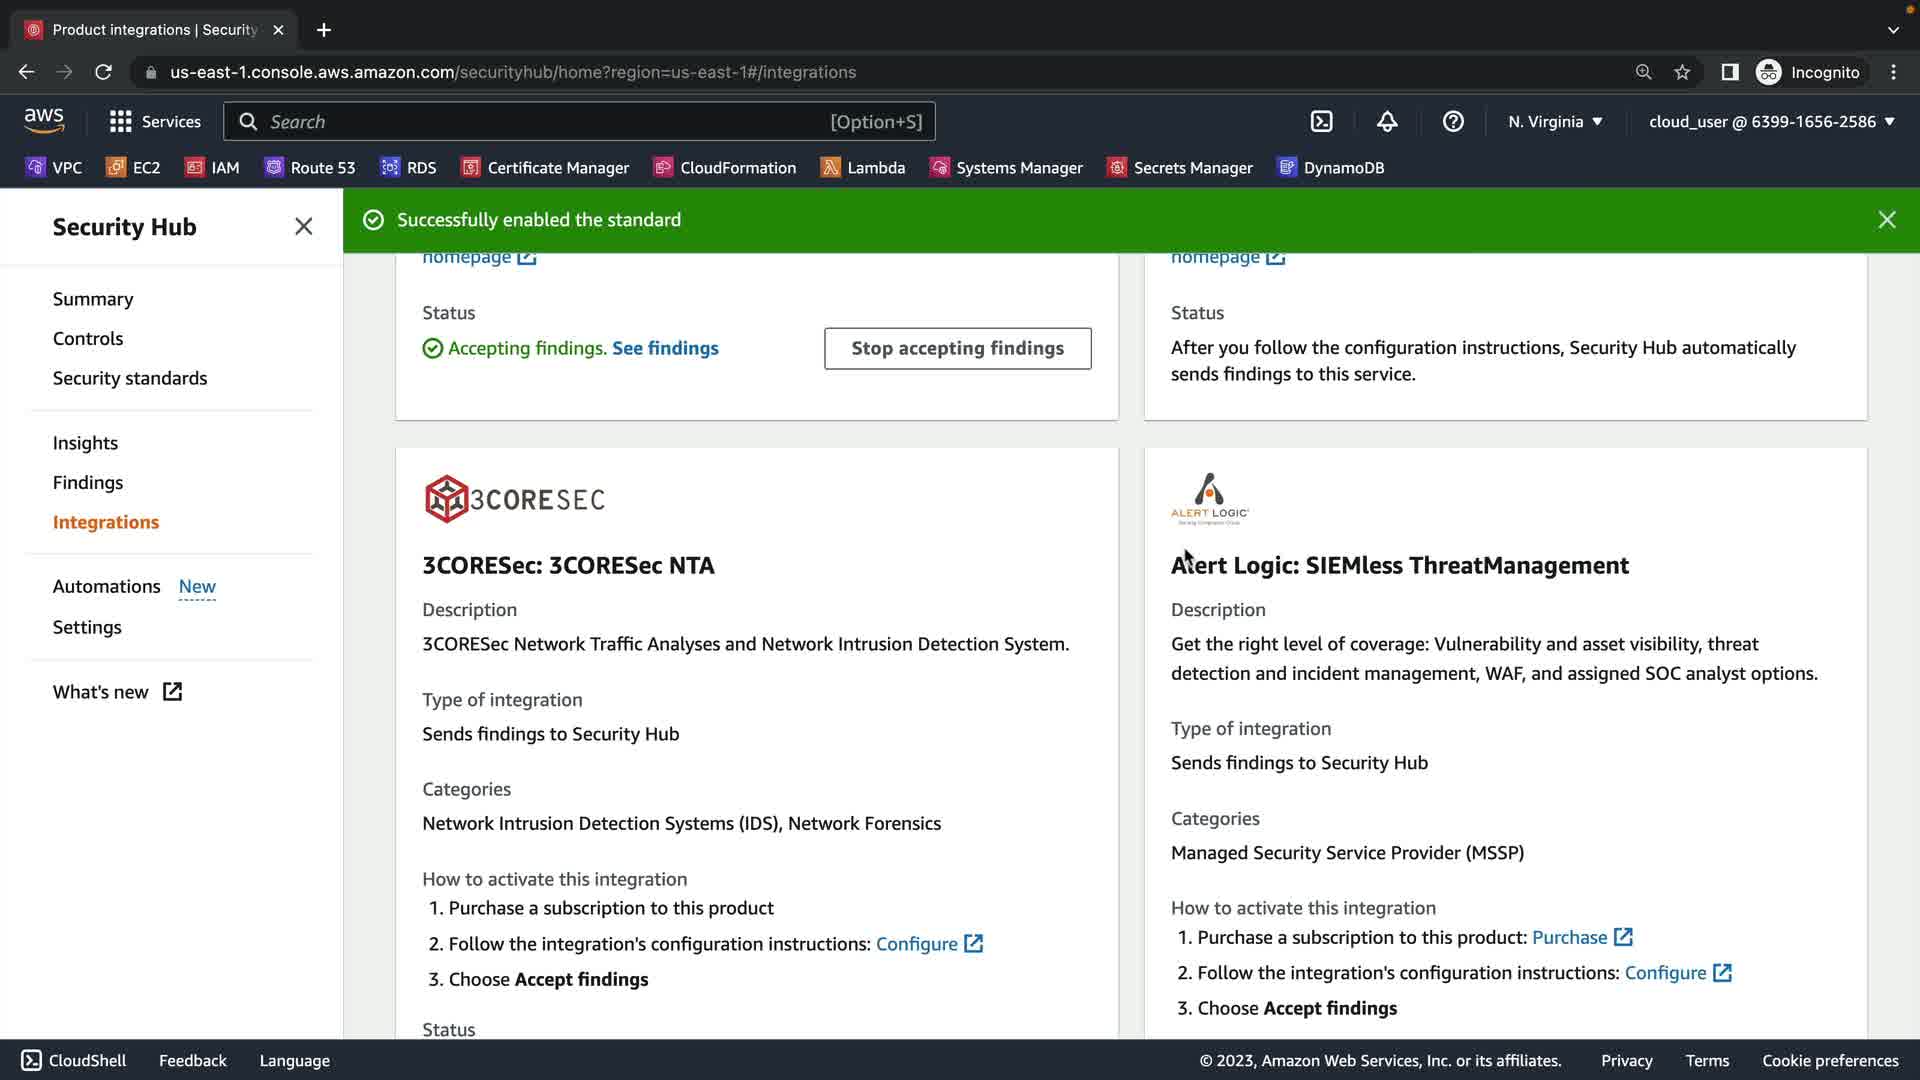 Product integrations | Security
us-east-1.console.aws.amazon.com/securityhub/home?region=us-east-1#/integrations
Incognito
aws
Services
Search
[Option+S]
N. Virginia
cloud_user @ 6399-1656-2586
VPC
EC2
IAM
Route 53
RDS
Certificate Manager
CloudFormation
Lambda
Systems Manager
Secrets Manager
DynamoDB
Security Hub
Summary
Controls
Security standards
Insights
Findings
Integrations
Automations New
Settings
What's new
Successfully enabled the standard
homepage
Status
Accepting findings. See findings
Stop accepting findings
homepage
Status
After you follow the configuration instructions, Security Hub automatically
sends findings to this service.
3CORESEC
3CORESec: 3CORESec NTA
Description
3CORESec Network Traffic Analyses and Network Intrusion Detection System.
Type of integration
Sends findings to Security Hub
Categories
Network Intrusion Detection Systems (IDS), Network Forensics
How to activate this integration
1. Purchase a subscription to this product
2. Follow the integration's configuration instructions: Configure
3. Choose Accept findings
Status
ALERT LOGIC
Alert Logic: SIEMless ThreatManagement
Description
Get the right level of coverage: Vulnerability and asset visibility, threat
detection and incident management, WAF, and assigned SOC analyst options.
Type of integration
Sends findings to Security Hub
Categories
Managed Security Service Provider (MSSP)
How to activate this integration
1. Purchase a subscription to this product: Purchase
2. Follow the integration's configuration instructions: Configure
3. Choose Accept findings
CloudShell
Feedback
Language
© 2023, Amazon Web Services, Inc. or its affiliates.
Privacy
Terms
Cookie preferences